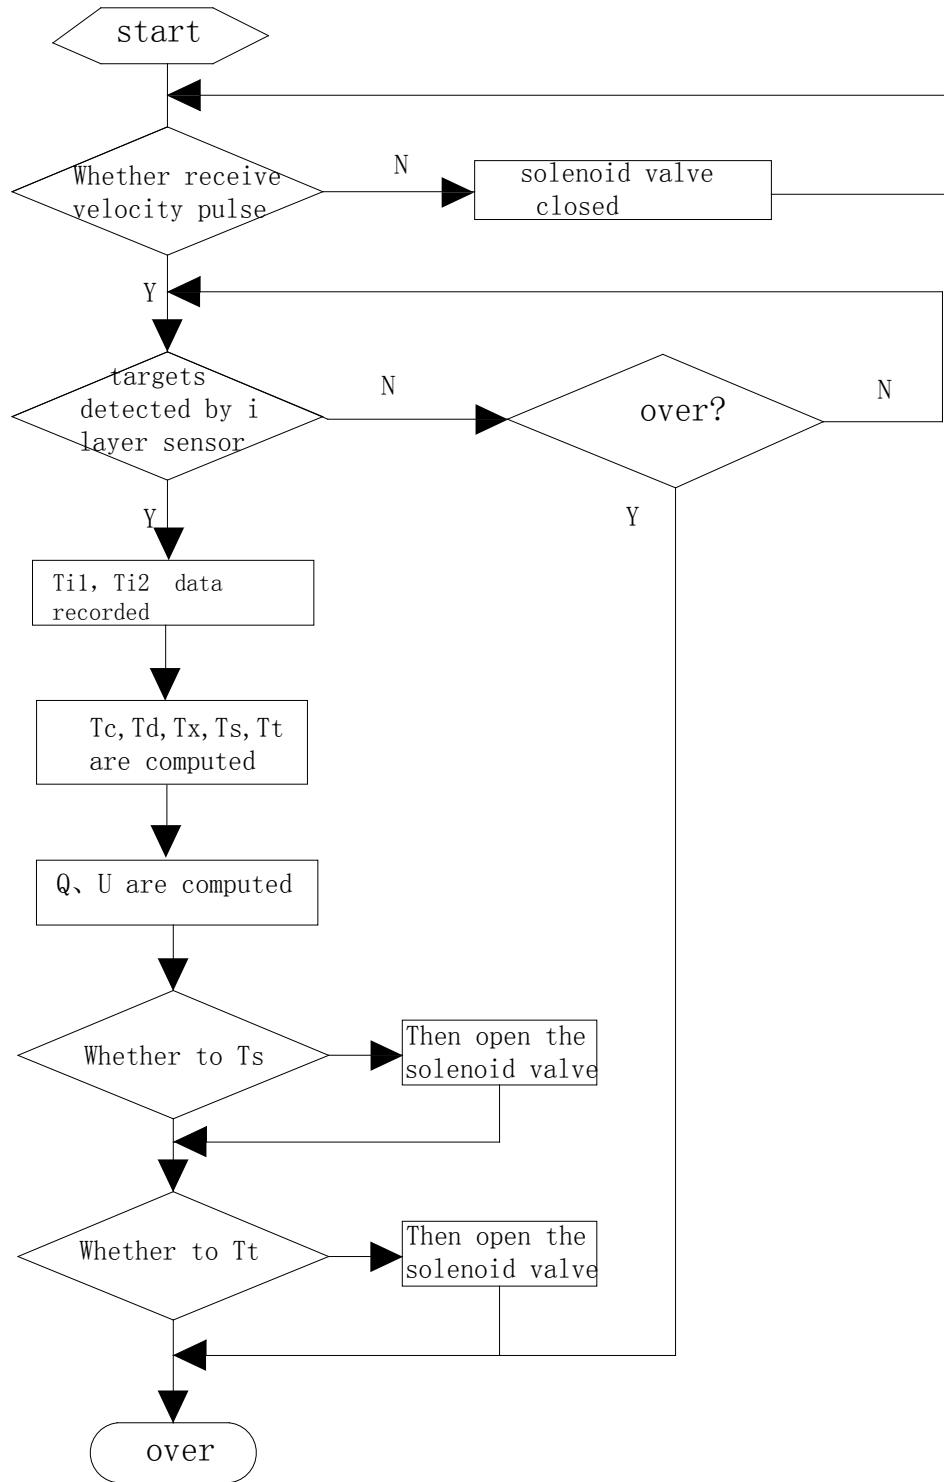 start
Whether receive
velocity pulse
N
solenoid valve
closed
Y
targets
detected by i
layer sensor
N
over?
N
Y
Y
Ti1, Ti2 data
recorded
Tc,Td,Tx,Ts,Tt
are computed
Q、U are computed
Whether to Ts
Then open the
solenoid valve
Whether to Tt
Then open the
solenoid valve
over